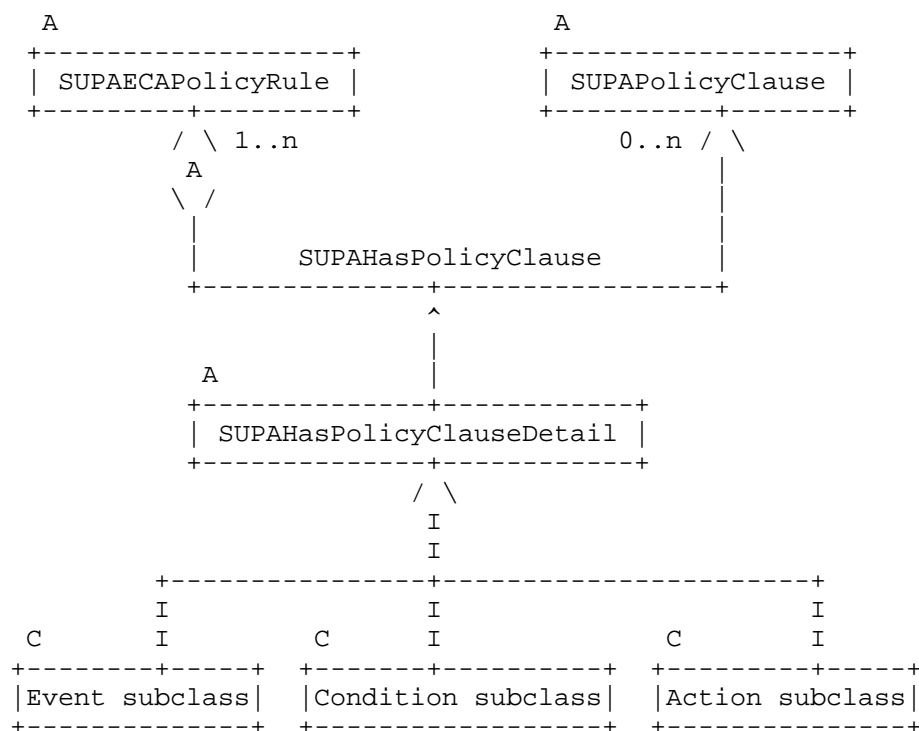 A A
SUPAECAPolicyRule SUPAPolicyClause
1..n 0..n
A
SUPAHasPolicyClause
A
SUPAHasPolicyClauseDetail
I
I
I I I
C I C I C I
Event subclass Condition subclass Action subclass